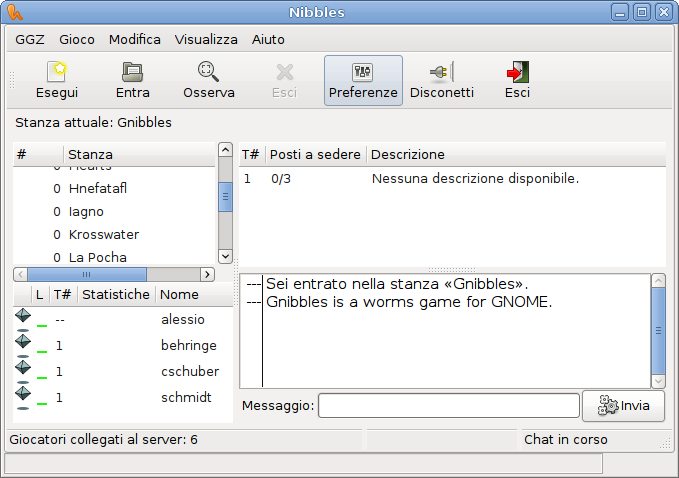 Nibbles
GGZ Gioco Modifica Visualizza Aiuto
Esegui Entra Osserva Esci Preferenze Disconetti Esci
Stanza attuale: Gnibbles
# Stanza
Hearts
0 Hnefatafl
0 Iagno
0 Krosswater
0 La Pocha
T# Posti a sedere Descrizione
1 0/3 Nessuna descrizione disponibile.
L T# Statistiche Nome
-- alessio
1 behringe
1 cschuber
1 schmidt
--- Sei entrato nella stanza «Gnibbles».
--- Gnibbles is a worms game for GNOME.
Messaggio: Invia
Giocatori collegati al server: 6 Chat in corso